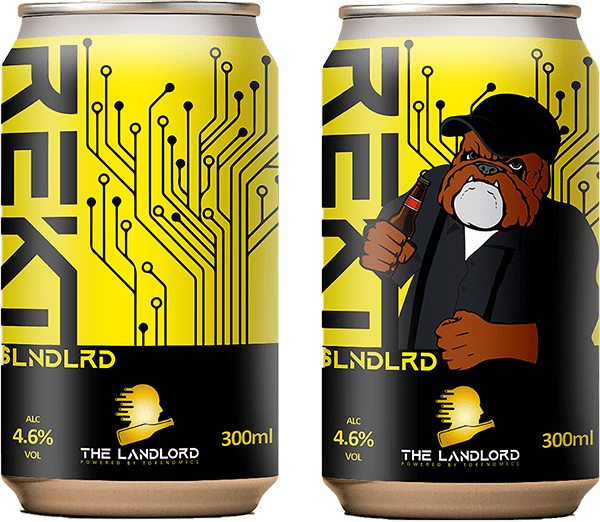 REKT
$LNDLRD
ALC
4.6%
VOL
THE LANDLORD
POWERED BY TOKENOMICS
300ml
REKT
$LNDLRD
ALC
4.6%
VOL
THE LANDLORD
POWERED BY TOKENOMICS
300ml